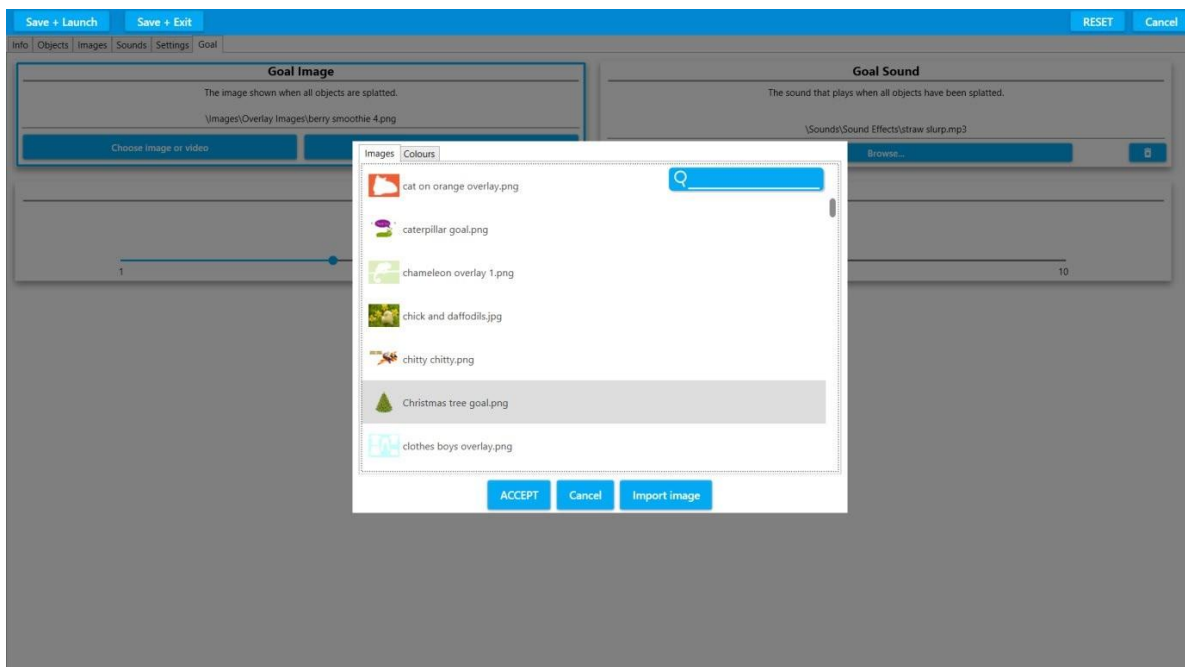 Save + Launch Save + Exit RESET Cancel
Info Objects Images Sounds Settings Goal
Goal Image
The image shown when all objects are splatted.
\Images\Overlay Images\berry smoothie 4.png
Choose image or video
Goal Sound
The sound that plays when all objects have been splatted.
\Sounds\Sound Effects\straw slurp.mp3
Browse...
1
10
Images Colours
cat on orange overlay.png
caterpillar goal.png
chameleon overlay 1.png
chick and daffodils.jpg
chitty chitty.png
Christmas tree goal.png
clothes boys overlay.png
ACCEPT Cancel Import image